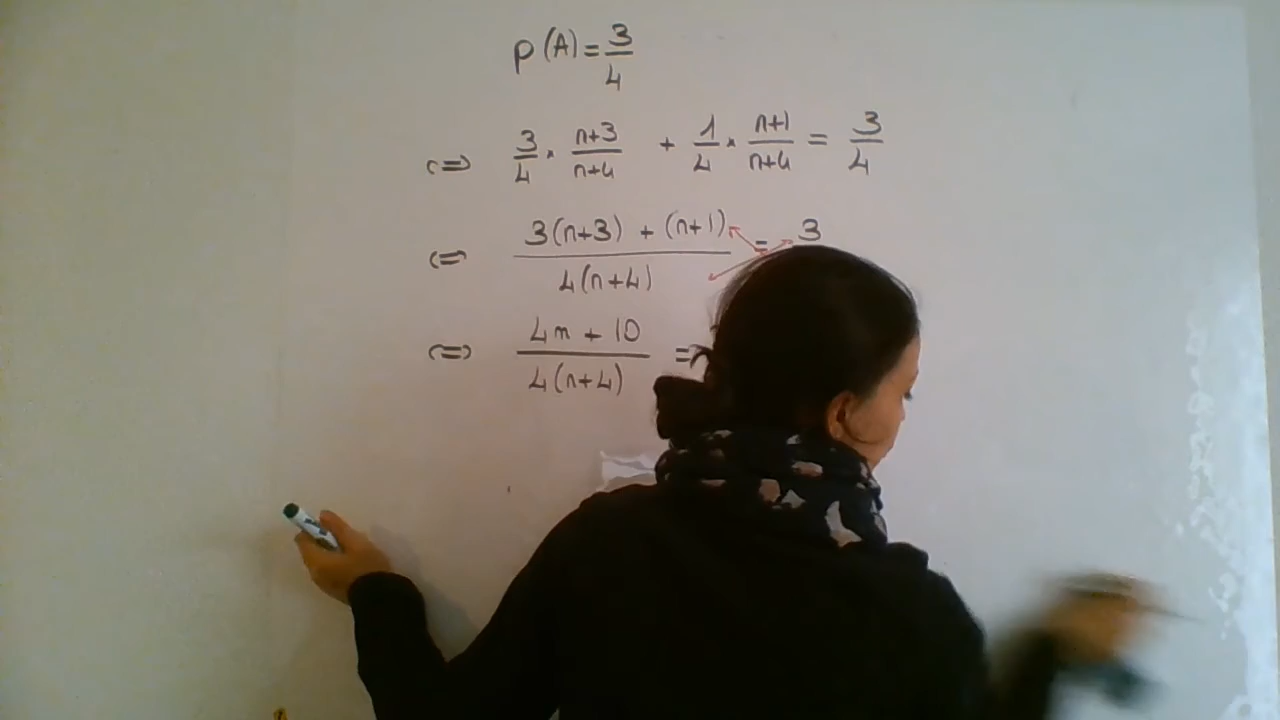 P(A) = 3/4
⇔ 3/4 × (n+3)/(n+4) + 1/4 × (n+1)/(n+4) = 3/4
⇔ (3(n+3) + (n+1))/(4(n+4)) = 3
⇔ (4n + 10)/(4(n+4)) =